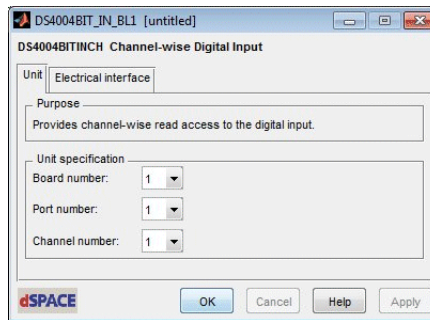 DS4004BIT_IN_BL1 [untitled]
DS4004BITINCH Channel-wise Digital Input
Unit Electrical interface
Purpose
Provides channel-wise read access to the digital input.
Unit specification
Board number: 1
Port number: 1
Channel number: 1
dSPACE OK Cancel Help Apply